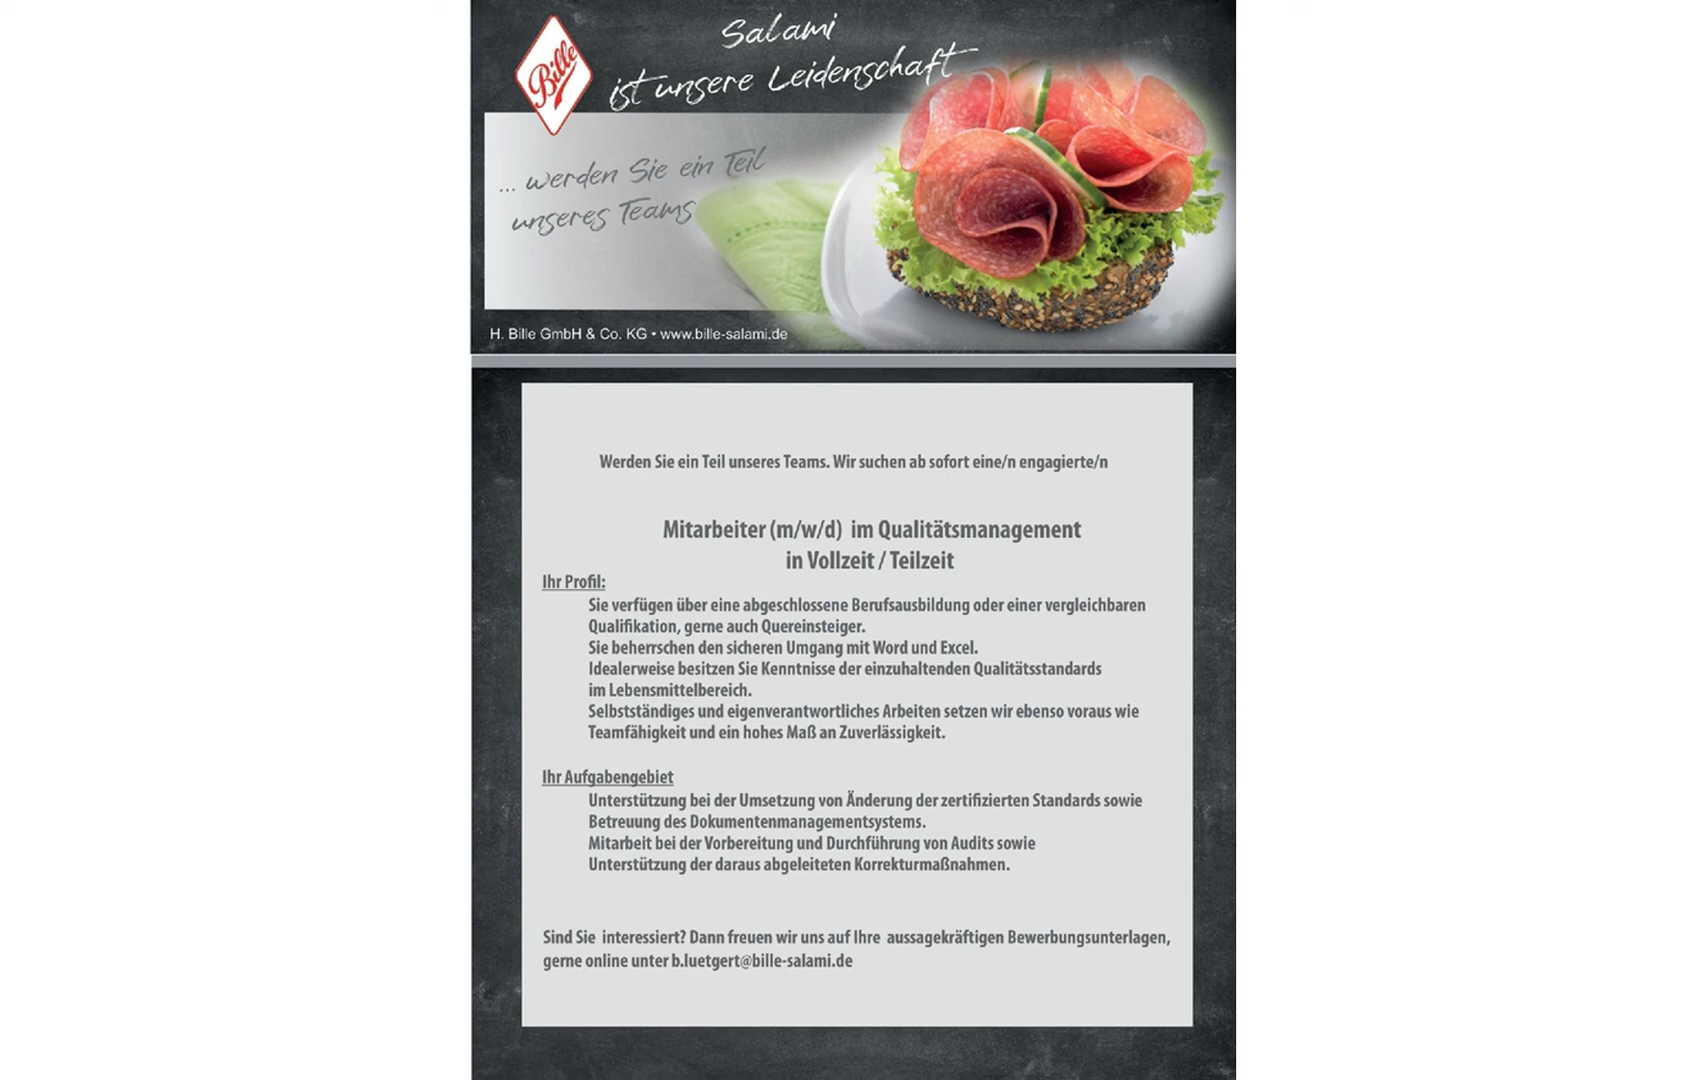 Bille
Salami
ist unsere Leidenschaft
... werden Sie ein Teil
unseres Teams
H. Bille GmbH & Co. KG • www.bille-salami.de
Werden Sie ein Teil unseres Teams. Wir suchen ab sofort eine/n engagierte/n
Mitarbeiter (m/w/d) im Qualitätsmanagement
in Vollzeit / Teilzeit
Ihr Profil:
Sie verfügen über eine abgeschlossene Berufsausbildung oder einer vergleichbaren
Qualifikation, gerne auch Quereinsteiger.
Sie beherrschen den sicheren Umgang mit Word und Excel.
Idealerweise besitzen Sie Kenntnisse der einzuhaltenden Qualitätsstandards
im Lebensmittelbereich.
Selbstständiges und eigenverantwortliches Arbeiten setzen wir ebenso voraus wie
Teamfähigkeit und ein hohes Maß an Zuverlässigkeit.
Ihr Aufgabengebiet
Unterstützung bei der Umsetzung von Änderung der zertifizierten Standards sowie
Betreuung des Dokumentenmanagementsystems.
Mitarbeit bei der Vorbereitung und Durchführung von Audits sowie
Unterstützung der daraus abgeleiteten Korrekturmaßnahmen.
Sind Sie interessiert? Dann freuen wir uns auf Ihre aussagekräftigen Bewerbungsunterlagen,
gerne online unter b.luetgert@bille-salami.de